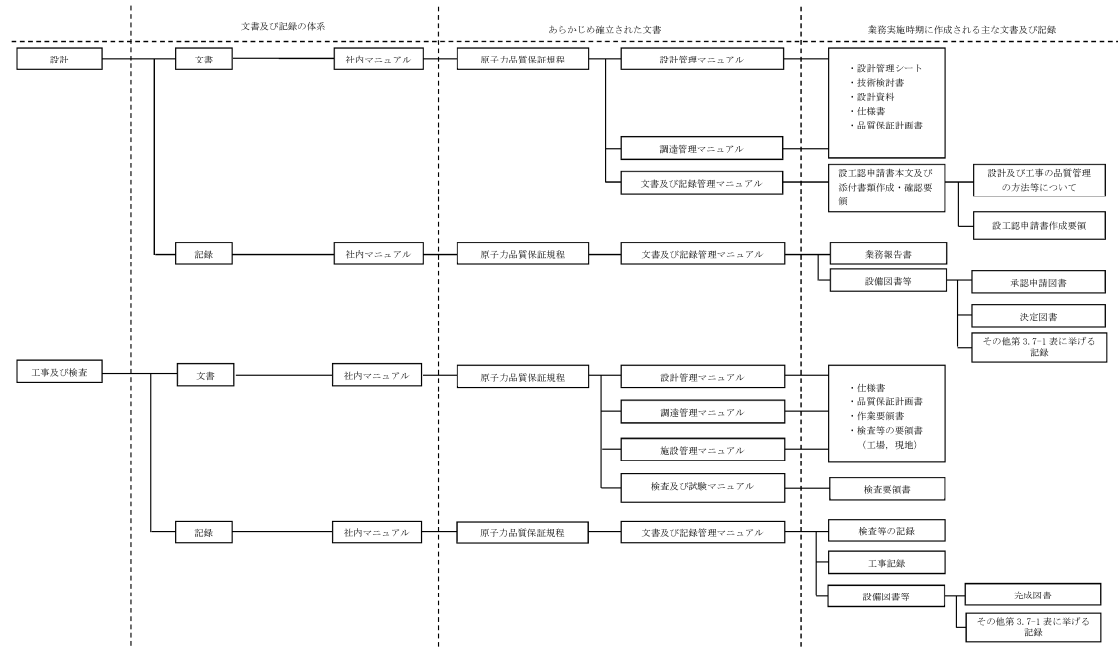 文書及び記録の体系
あらかじめ確立された文書
業務実施時期に作成される主な文書及び記録
設計
文書
社内マニュアル
原子力品質保証規程
設計管理マニュアル
・設計管理シート
・技術検討書
・設計資料
・仕様書
・品質保証計画書
調達管理マニュアル
文書及び記録管理マニュアル
設工認申請書本文及び
添付書類作成・確認要
領
設計及び工事の品質管理
の方法等について
設工認申請書作成要領
記録
社内マニュアル
原子力品質保証規程
文書及び記録管理マニュアル
業務報告書
設備図書等
承認申請図書
決定図書
その他第 3.7-1 表に挙げる
記録
工事及び検査
文書
社内マニュアル
原子力品質保証規程
設計管理マニュアル
・仕様書
・品質保証計画書
・作業要領書
・検査等の要領書
（工場，現地）
調達管理マニュアル
施設管理マニュアル
検査及び試験マニュアル
検査要領書
記録
社内マニュアル
原子力品質保証規程
文書及び記録管理マニュアル
検査等の記録
工事記録
設備図書等
完成図書
その他第 3.7-1 表に挙げる
記録